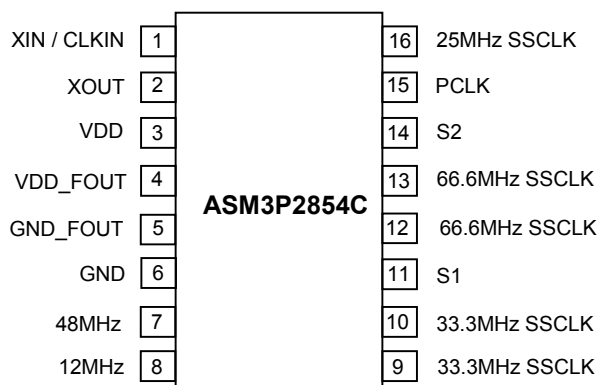 XIN / CLKIN 1 16 25MHz SSCLK
XOUT 2 15 PCLK
VDD 3 14 S2
VDD_FOUT 4 13 66.6MHz SSCLK
ASM3P2854C
GND_FOUT 5 12 66.6MHz SSCLK
GND 6 11 S1
48MHz 7 10 33.3MHz SSCLK
12MHz 8 9 33.3MHz SSCLK